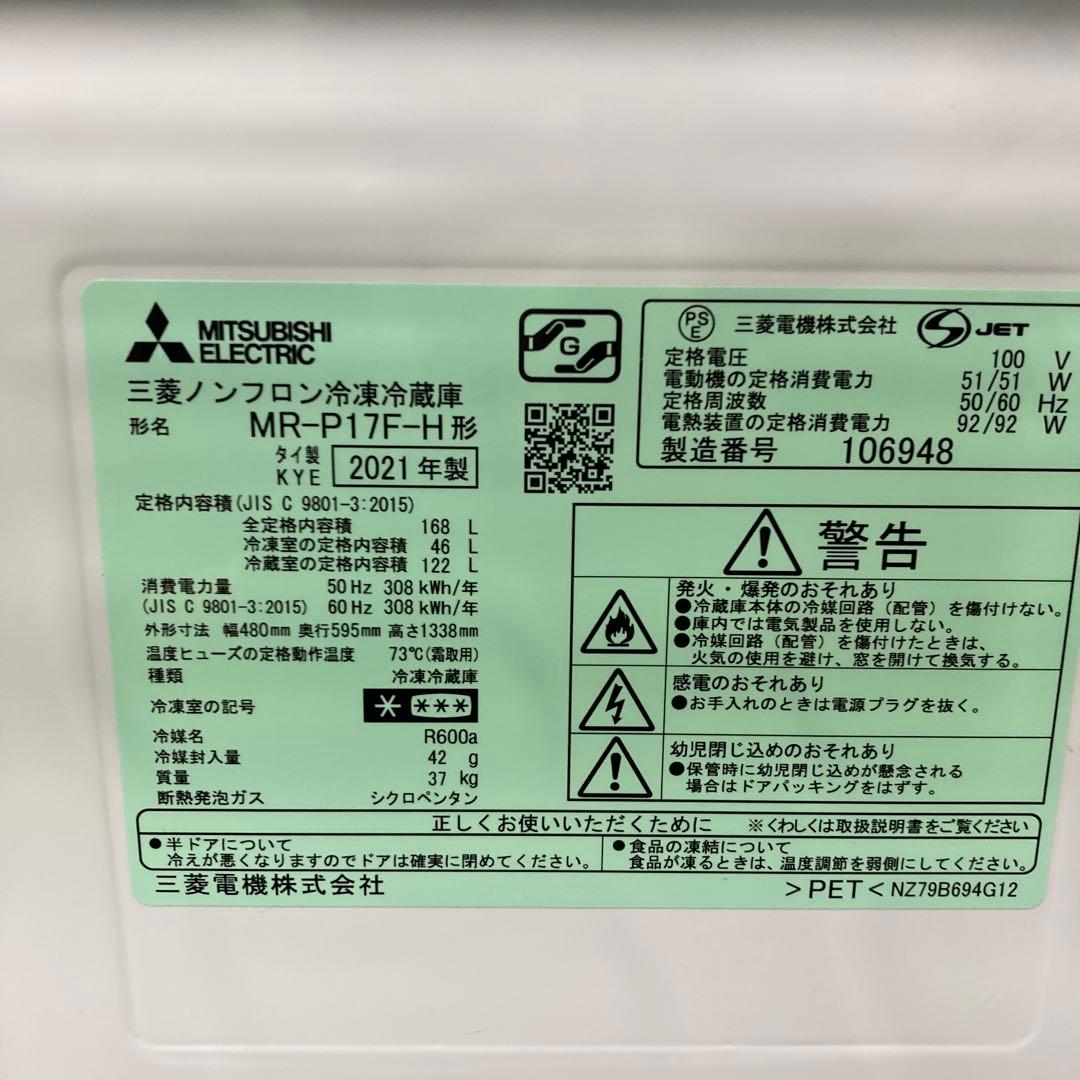 MITSUBISHI
ELECTRIC
三菱ノンフロン冷凍冷蔵庫
形名 MR-P17F-H形
タイ製
KYE 2021年製
定格内容積(JIS C 9801-3:2015)
全定格内容積 168 L
冷凍室の定格内容積 46 L
冷蔵室の定格内容積 122 L
消費電力量 50Hz 308kWh/年
(JIS C 9801-3:2015) 60Hz 308kWh/年
外形寸法 幅480mm 奥行595mm 高さ1338mm
温度ヒューズの定格動作温度 73℃(霜取用)
種類 冷凍冷蔵庫
冷凍室の記号
冷媒名 R600a
冷媒封入量 42 g
質量 37 kg
断熱発泡ガス シクロペンタン
G
PSE 三菱電機株式会社 JET
定格電圧 100 V
電動機の定格消費電力 51/51 W
定格周波数 50/60 Hz
電熱装置の定格消費電力 92/92 W
製造番号 106948
警告
発火・爆発のおそれあり
●冷蔵庫本体の冷媒回路(配管)を傷付けない。
●庫内では電気製品を使用しない。
●冷媒回路(配管)を傷付けたときは、
火気の使用を避け、窓を開けて換気する。
感電のおそれあり
●お手入れのときは電源プラグを抜く。
幼児閉じ込めのおそれあり
●保管時に幼児閉じ込めが懸念される
場合はドアパッキングをはずす。
正しくお使いいただくために ※くわしくは取扱説明書をご覧ください
●半ドアについて
冷えが悪くなりますのでドアは確実に閉めてください。
●食品の凍結について
食品が凍るときは、温度調節を弱側にしてください。
三菱電機株式会社
>PET< NZ79B694G12